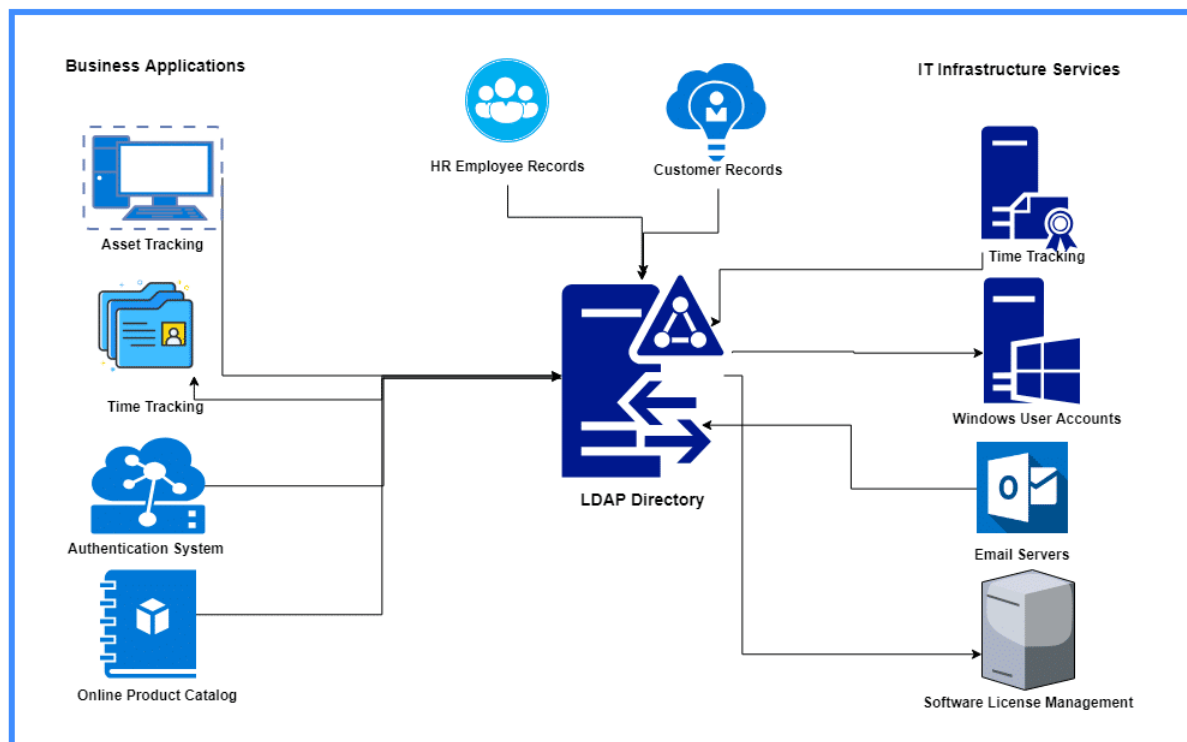 Business Applications
IT Infrastructure Services
HR Employee Records
Customer Records
Asset Tracking
Time Tracking
Time Tracking
Windows User Accounts
LDAP Directory
Authentication System
O
Email Servers
Online Product Catalog
Software License Management